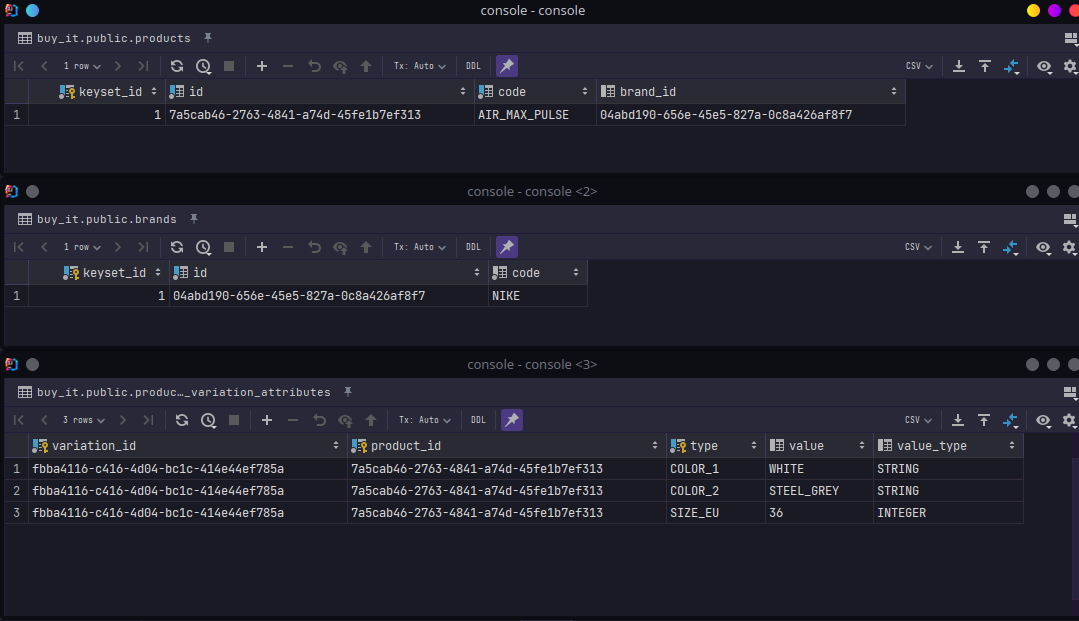 console - console
buy_it.public.products
1 row Tx: Auto DDL CSV
keyset_id id code brand_id
1 1 7a5cab46-2763-4841-a74d-45fe1b7ef313 AIR_MAX_PULSE 04abd190-656e-45e5-827a-0c8a426af8f7
console - console <2>
buy_it.public.brands
1 row Tx: Auto DDL CSV
keyset_id id code
1 1 04abd190-656e-45e5-827a-0c8a426af8f7 NIKE
console - console <3>
buy_it.public.produc…_variation_attributes
3 rows Tx: Auto DDL CSV
variation_id product_id type value value_type
1 fbba4116-c416-4d04-bc1c-414e44ef785a 7a5cab46-2763-4841-a74d-45fe1b7ef313 COLOR_1 WHITE STRING
2 fbba4116-c416-4d04-bc1c-414e44ef785a 7a5cab46-2763-4841-a74d-45fe1b7ef313 COLOR_2 STEEL_GREY STRING
3 fbba4116-c416-4d04-bc1c-414e44ef785a 7a5cab46-2763-4841-a74d-45fe1b7ef313 SIZE_EU 36 INTEGER